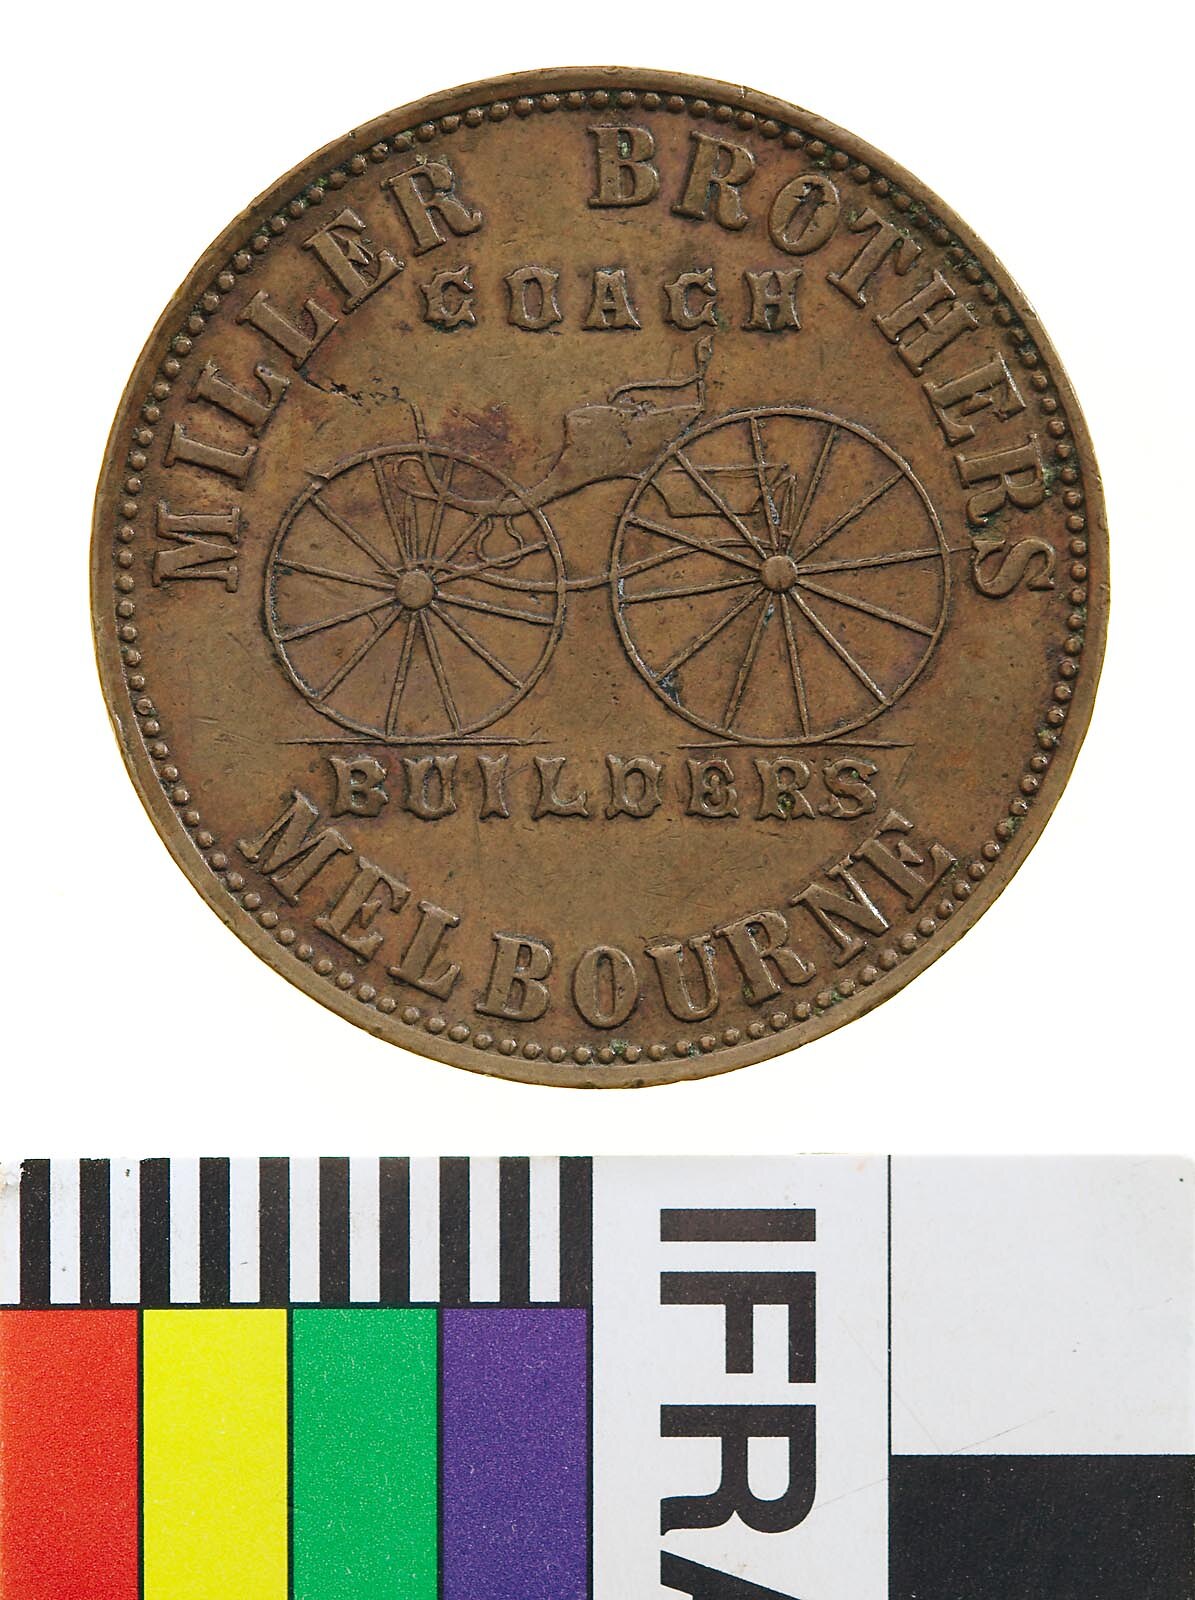 MILLER BROTHERS
COACH
BUILDERS
MELBOURNE
IFRA